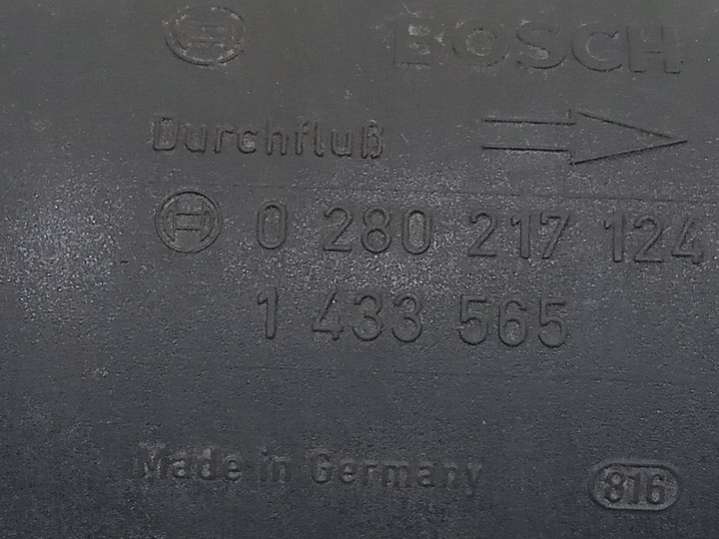 BOSCH
Durchfluß
0 280 217 124
1 433 565
Made in Germany
816